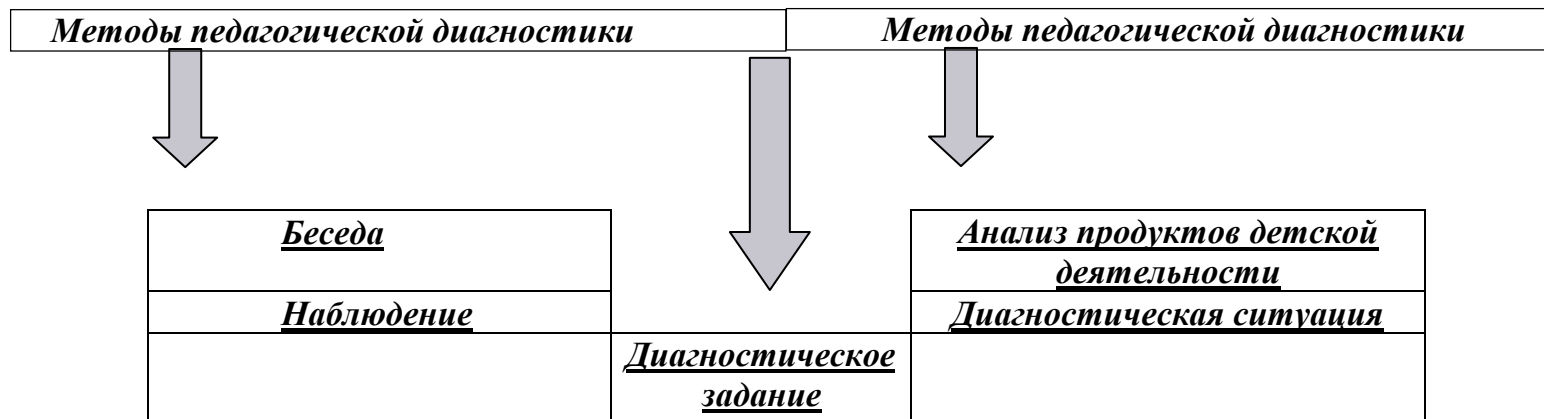 Методы педагогической диагностики
Методы педагогической диагностики
Беседа
Анализ продуктов детской
деятельности
Наблюдение
Диагностическая ситуация
Диагностическое
задание